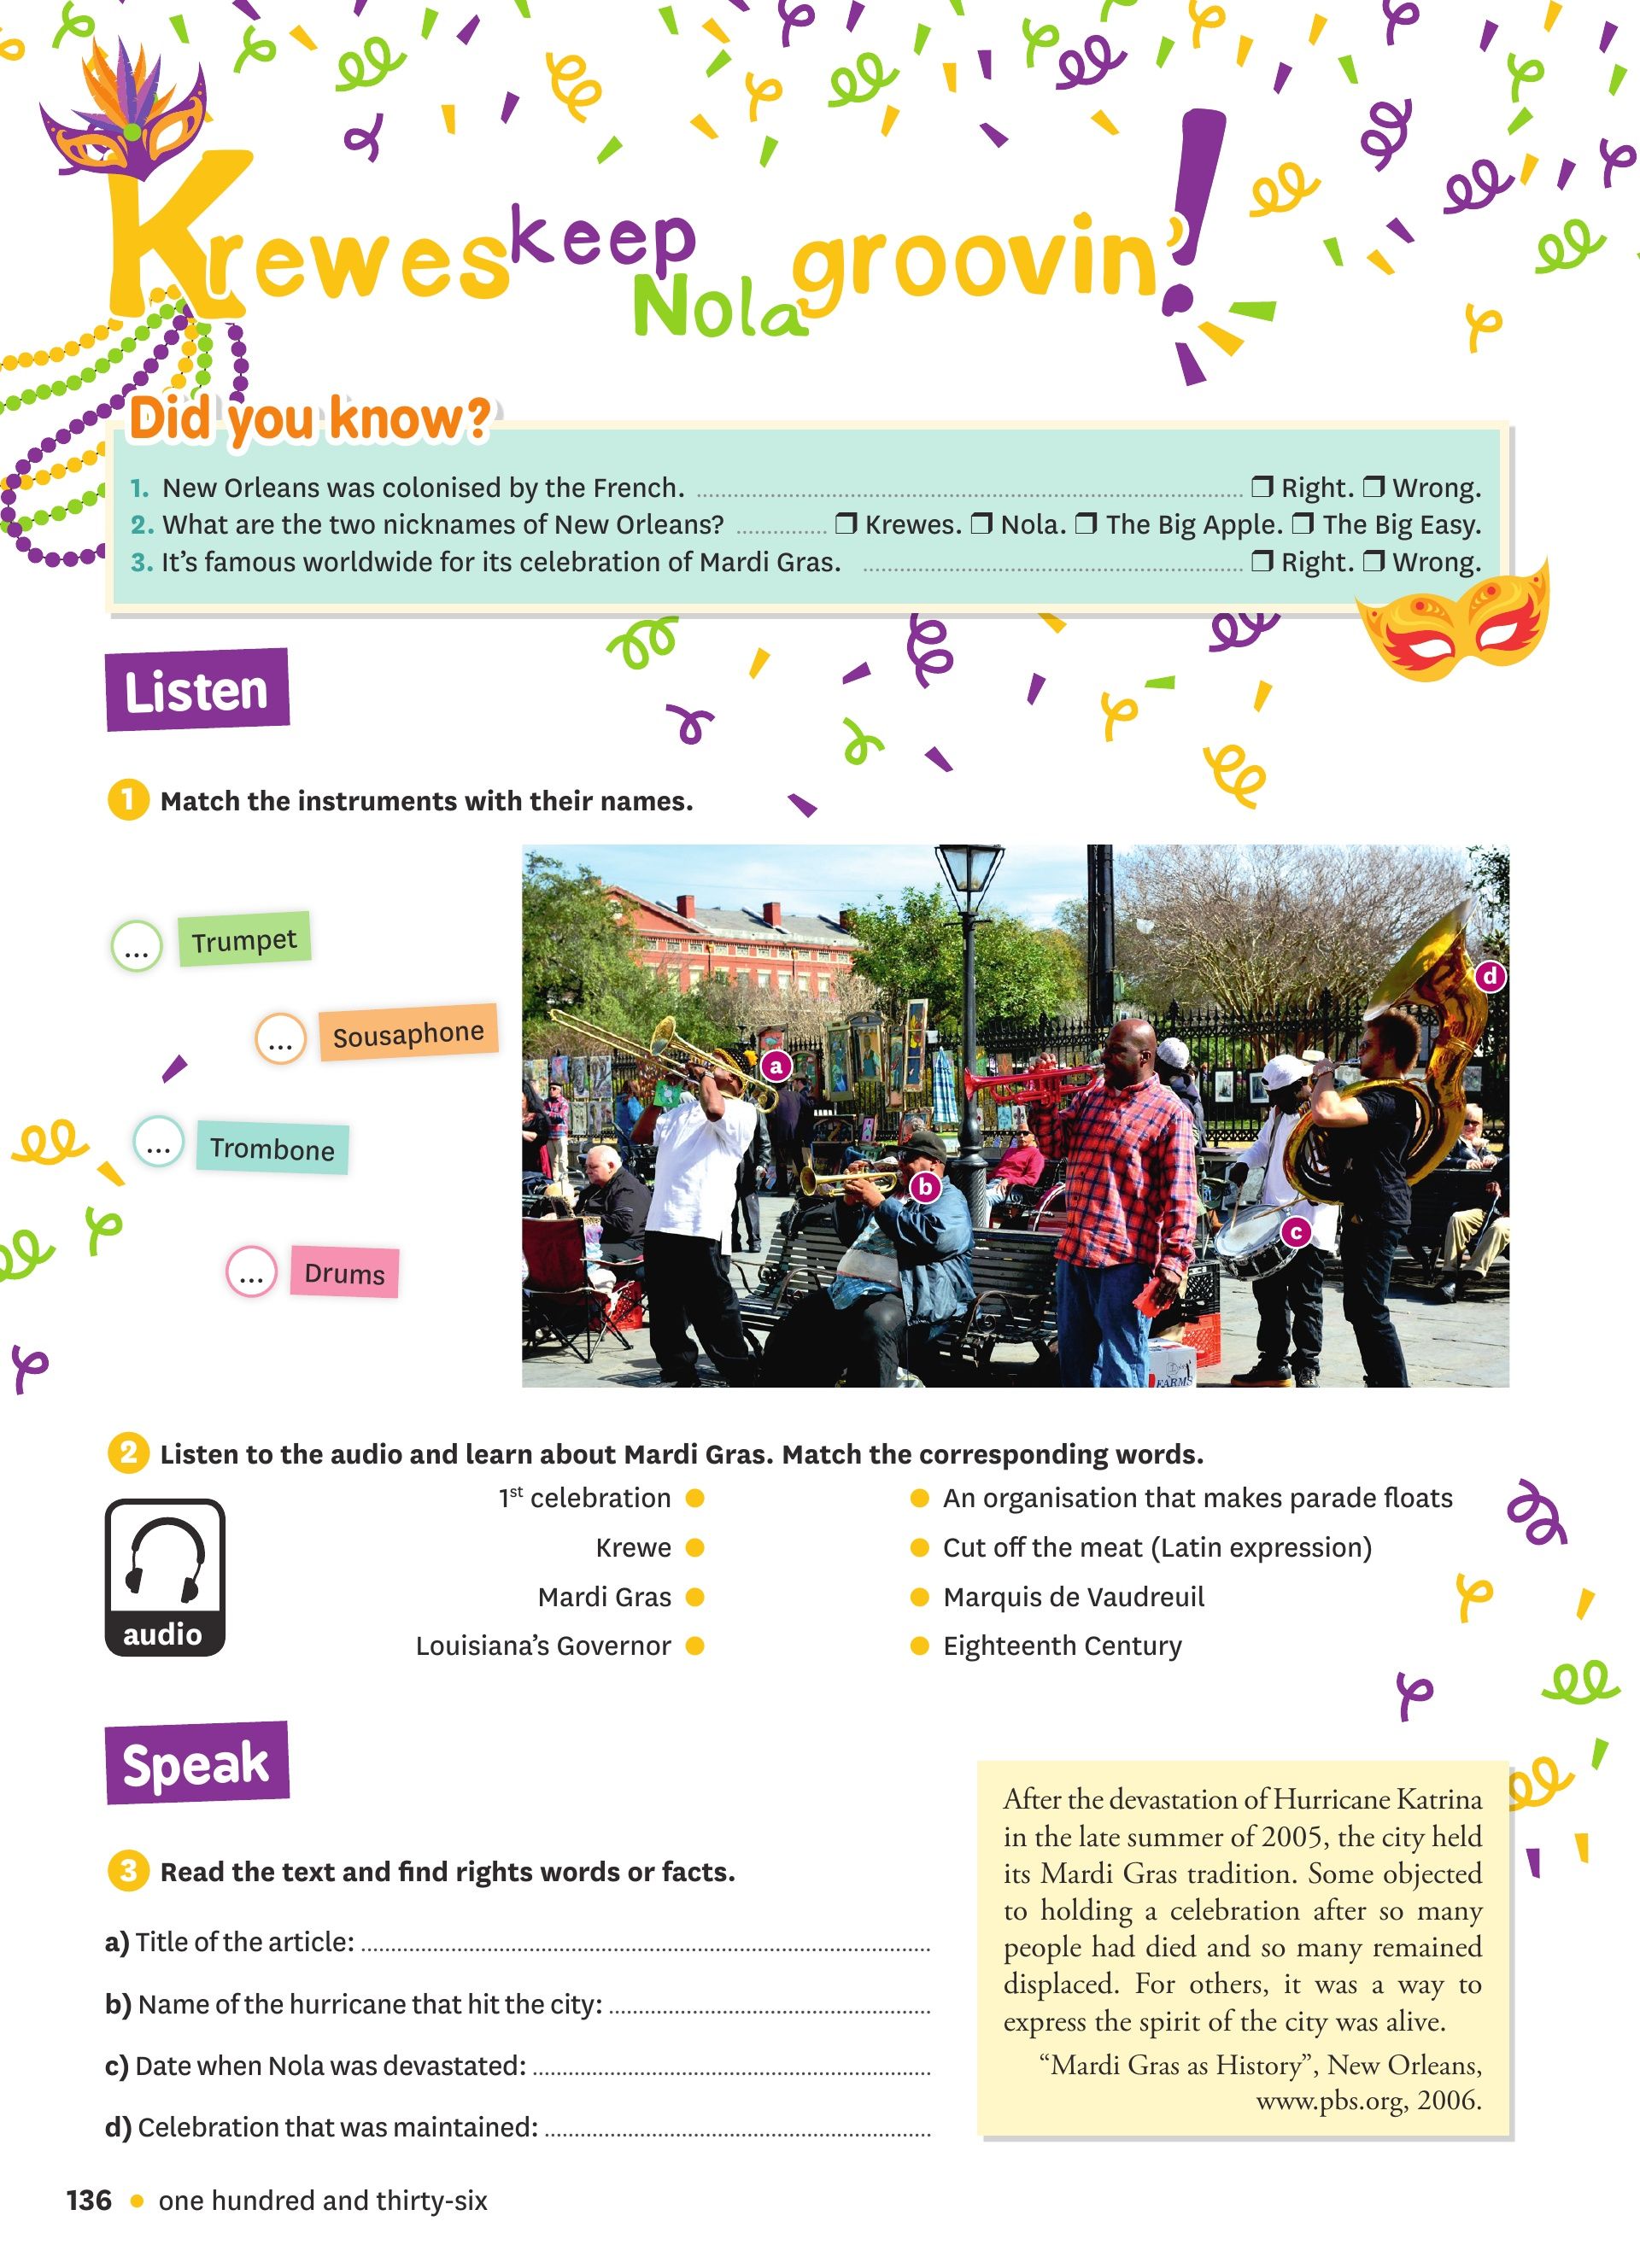 Krewes keep Nola groovin!
Did you know?
1. New Orleans was colonised by the French. ❒ Right. ❒ Wrong.
2. What are the two nicknames of New Orleans? ❒ Krewes. ❒ Nola. ❒ The Big Apple. ❒ The Big Easy.
3. It's famous worldwide for its celebration of Mardi Gras. ❒ Right. ❒ Wrong.
Listen
1 Match the instruments with their names.
... Trumpet
... Sousaphone
... Trombone
... Drums
a
b
c
d
FARMS
2 Listen to the audio and learn about Mardi Gras. Match the corresponding words.
audio
1st celebration
Krewe
Mardi Gras
Louisiana's Governor
An organisation that makes parade floats
Cut off the meat (Latin expression)
Marquis de Vaudreuil
Eighteenth Century
Speak
3 Read the text and find rights words or facts.
a) Title of the article:
b) Name of the hurricane that hit the city:
c) Date when Nola was devastated:
d) Celebration that was maintained:
After the devastation of Hurricane Katrina
in the late summer of 2005, the city held
its Mardi Gras tradition. Some objected
to holding a celebration after so many
people had died and so many remained
displaced. For others, it was a way to
express the spirit of the city was alive.
“Mardi Gras as History”, New Orleans,
www.pbs.org, 2006.
136 • one hundred and thirty-six